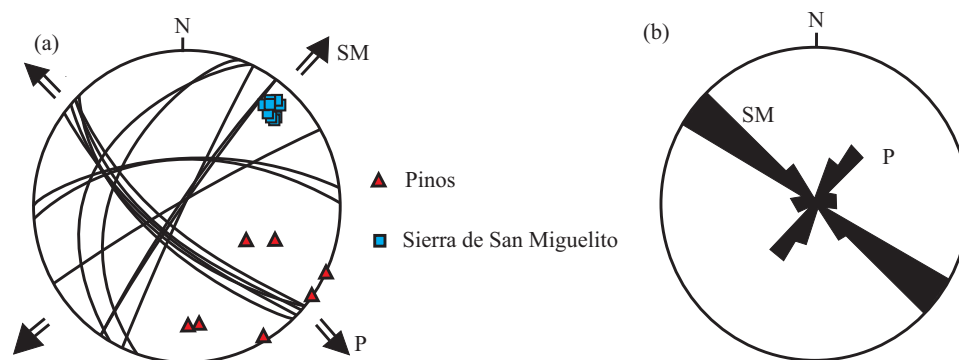 (a)
N
SM
Pinos
Sierra de San Miguelito
P
(b)
N
SM
P